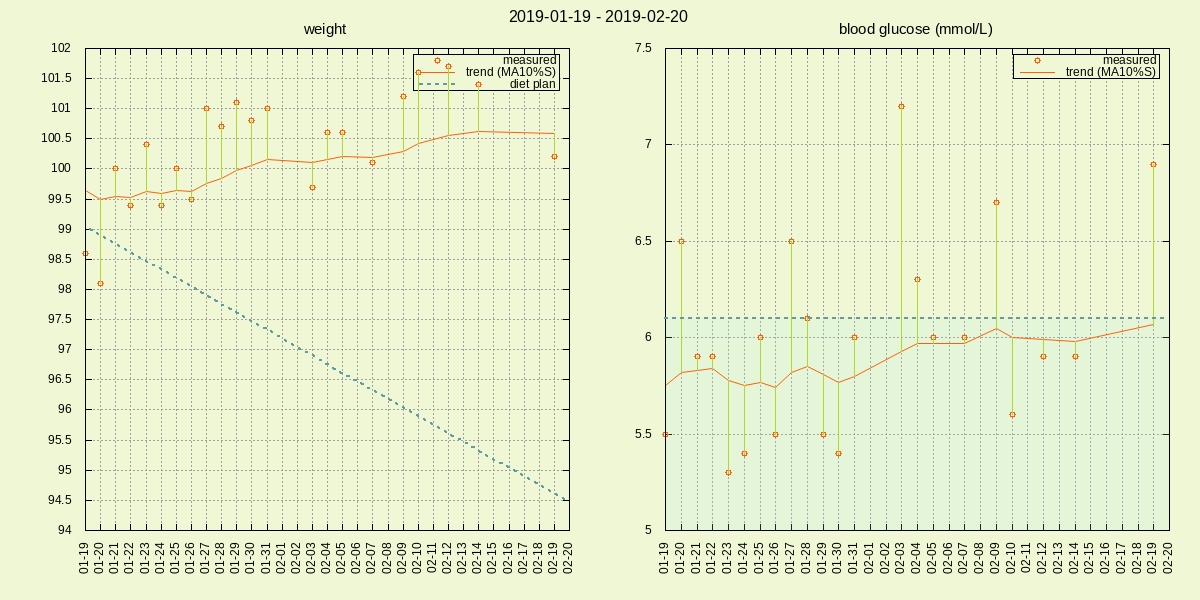 2019-01-19 - 2019-02-20
weight
102
101.5
101
100.5
100
99.5
99
98.5
98
97.5
97
96.5
96
95.5
95
94.5
94
measured
trend (MA10%S)
diet plan
01-19 01-20 01-21 01-22 01-23 01-24 01-25 01-26 01-27 01-28 01-29 01-30 01-31 02-01 02-02 02-03 02-04 02-05 02-06 02-07 02-08 02-09 02-10 02-11 02-12 02-13 02-14 02-15 02-16 02-17 02-18 02-19 02-20
blood glucose (mmol/L)
7.5
7
6.5
6
5.5
5
measured
trend (MA10%S)
01-19 01-20 01-21 01-22 01-23 01-24 01-25 01-26 01-27 01-28 01-29 01-30 01-31 02-01 02-02 02-03 02-04 02-05 02-06 02-07 02-08 02-09 02-10 02-11 02-12 02-13 02-14 02-15 02-16 02-17 02-18 02-19 02-20